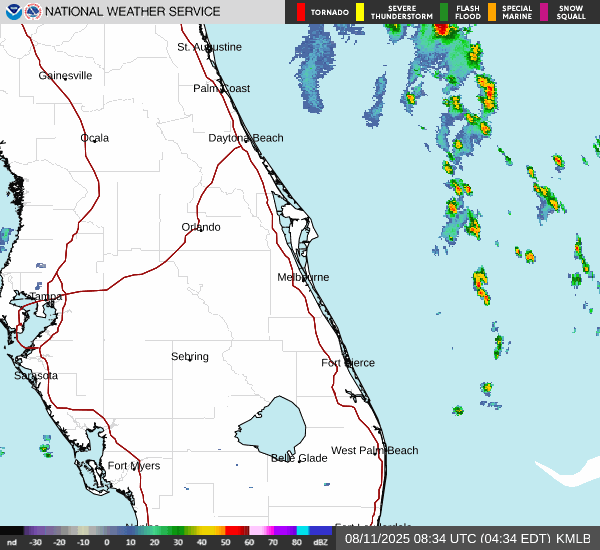 NATIONAL WEATHER SERVICE
TORNADO
SEVERE THUNDERSTORM
FLASH FLOOD
SPECIAL MARINE
SNOW SQUALL
St. Augustine
Gainesville
Palm Coast
Ocala
Daytona Beach
Orlando
Melbourne
Tampa
Sebring
Fort Pierce
Sarasota
West Palm Beach
Belle Glade
Fort Myers
nd -30 -20 -10 0 10 20 30 40 50 60 70 80 dBZ
08/11/2025 08:34 UTC (04:34 EDT) KMLB